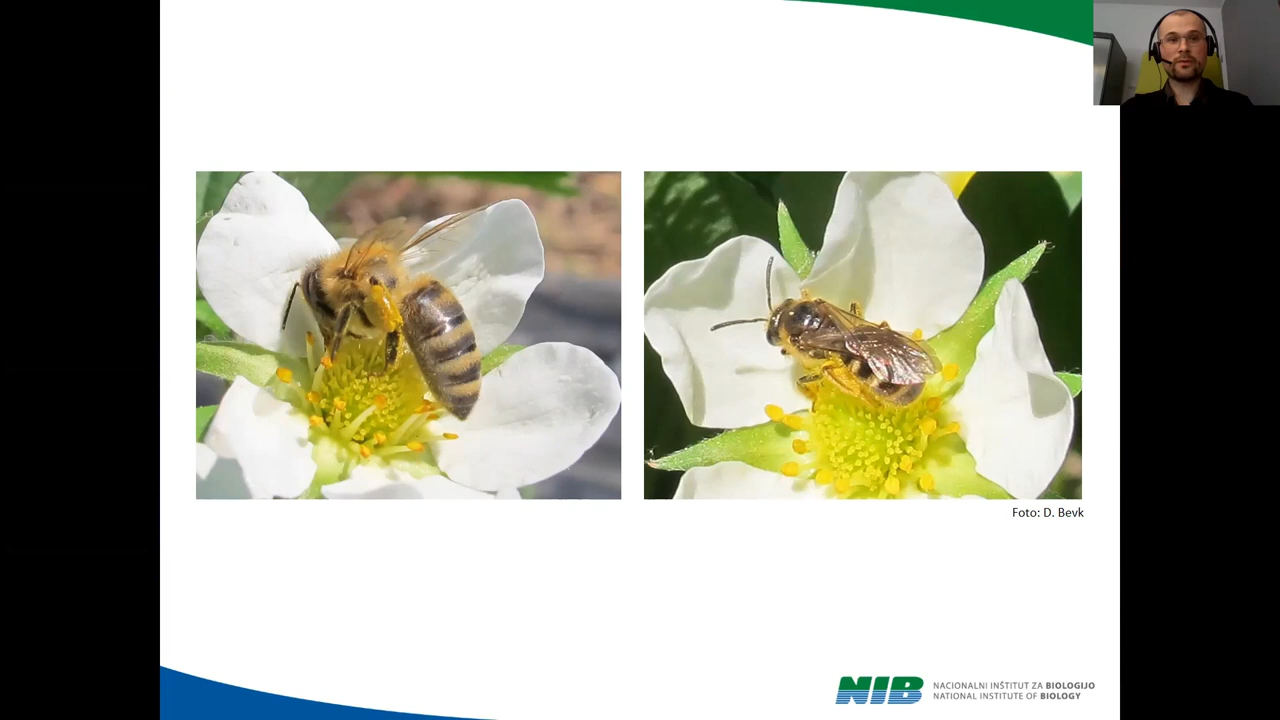 Foto: D. Bevk
NIB
NACIONALNI INŠTITUT ZA BIOLOGIJO
NATIONAL INSTITUTE OF BIOLOGY